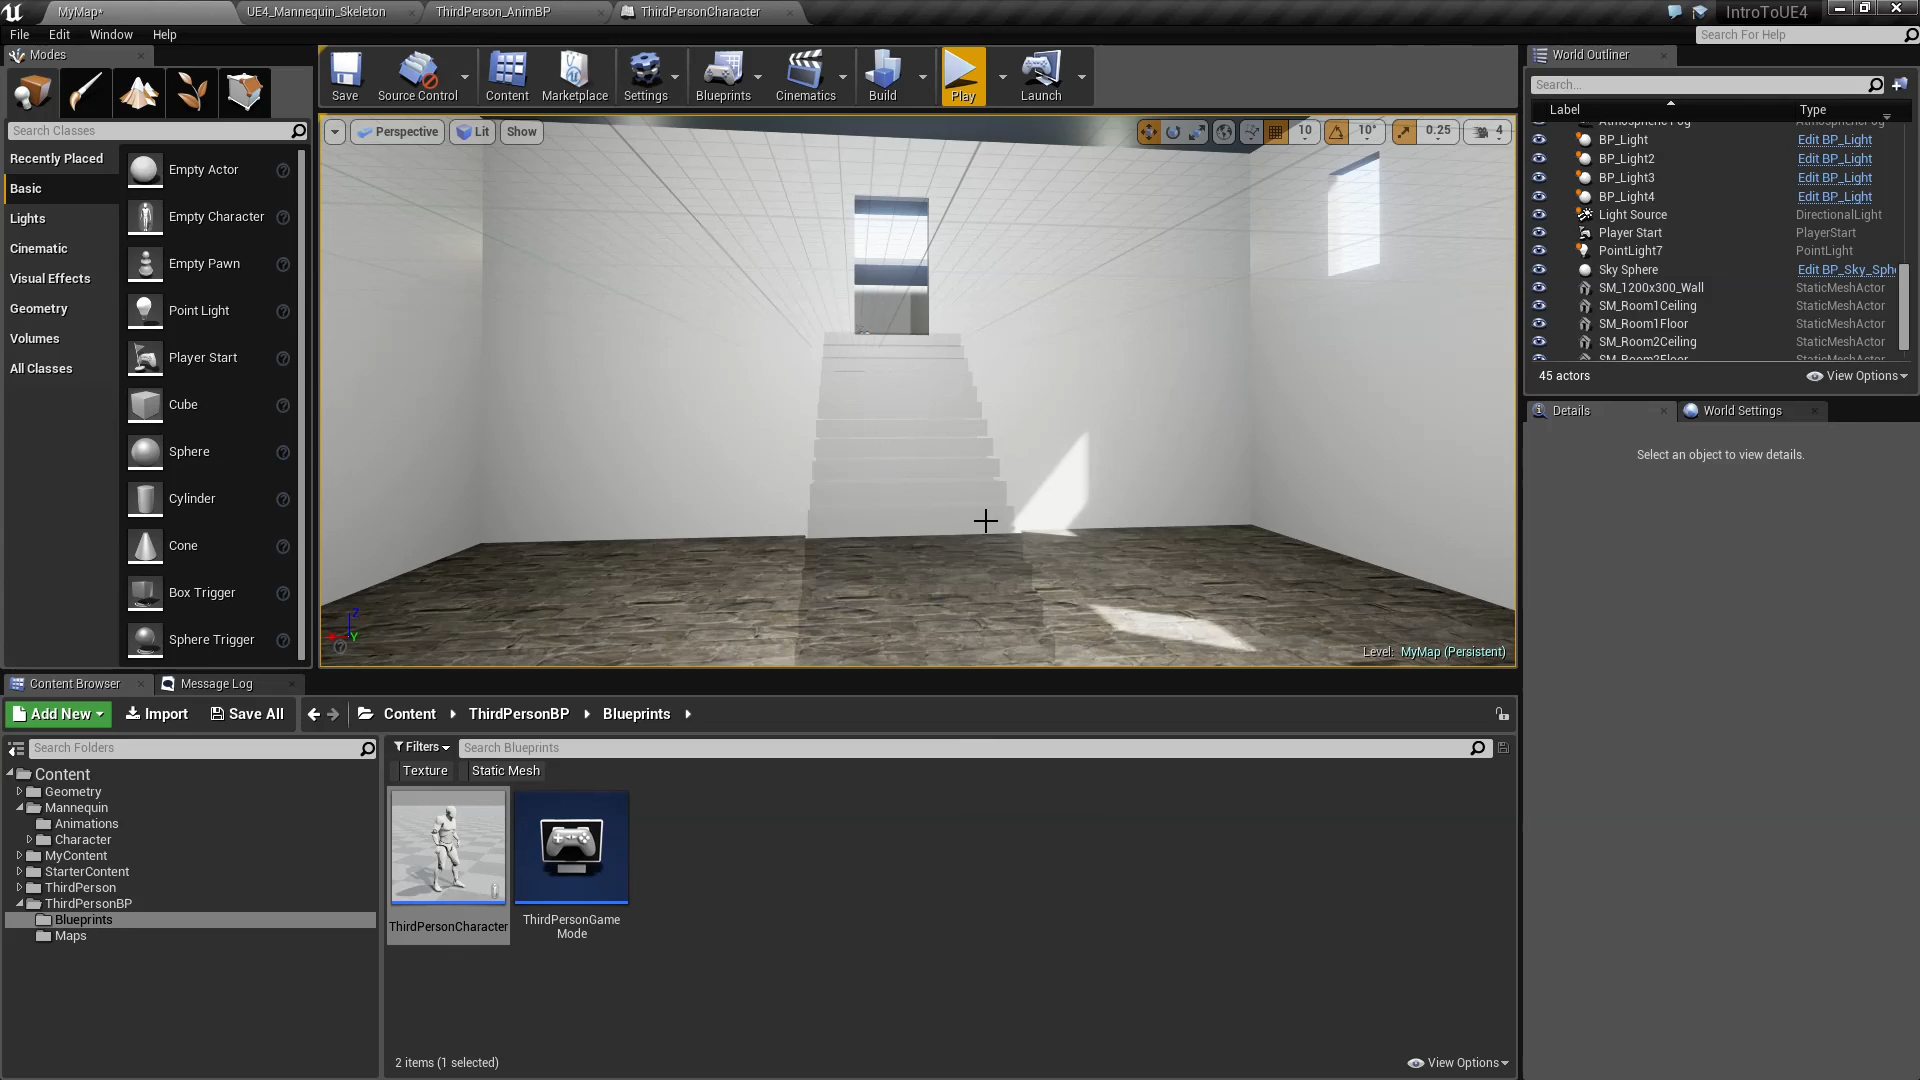 MyMap*
UE4_Mannequin_Skeleton
ThirdPerson_AnimBP
ThirdPersonCharacter
IntroToUE4
File Edit Window Help
Search For Help
Modes
Search Classes
Recently Placed
Basic
Lights
Cinematic
Visual Effects
Geometry
Volumes
All Classes
Empty Actor
Empty Character
Empty Pawn
Point Light
Player Start
Cube
Sphere
Cylinder
Cone
Box Trigger
Sphere Trigger
Save
Source Control
Content
Marketplace
Settings
Blueprints
Cinematics
Build
Play
Launch
Perspective
Lit
Show
10
10°
0.25
4
Z
Y
Level: MyMap (Persistent)
World Outliner
Search...
Label Type
Atmospheric Fog AtmosphericFog
BP_Light Edit BP_Light
BP_Light2 Edit BP_Light
BP_Light3 Edit BP_Light
BP_Light4 Edit BP_Light
Light Source DirectionalLight
Player Start PlayerStart
PointLight7 PointLight
Sky Sphere Edit BP_Sky_Sph
SM_1200x300_Wall StaticMeshActor
SM_Room1Ceiling StaticMeshActor
SM_Room1Floor StaticMeshActor
SM_Room2Ceiling StaticMeshActor
SM_Room2Floor StaticMeshActor
45 actors
View Options
Details
World Settings
Select an object to view details.
Content Browser
Message Log
Add New
Import
Save All
Content
ThirdPersonBP
Blueprints
Search Folders
Content
Geometry
Mannequin
Animations
Character
MyContent
StarterContent
ThirdPerson
ThirdPersonBP
Blueprints
Maps
Filters
Search Blueprints
Texture
Static Mesh
ThirdPersonCharacter
ThirdPersonGame
Mode
2 items (1 selected)
View Options